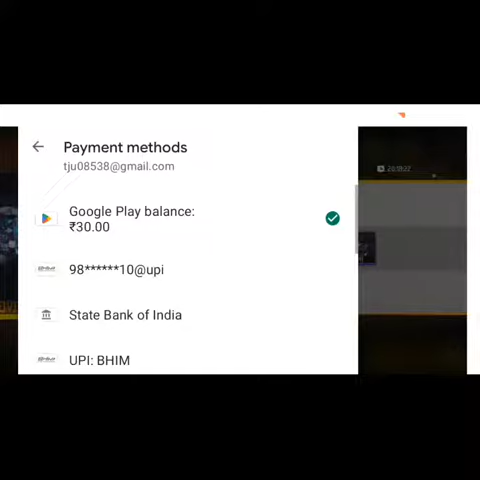 Payment methods
tju08538@gmail.com
Google Play balance:
₹30.00
98******10@upi
State Bank of India
UPI: BHIM